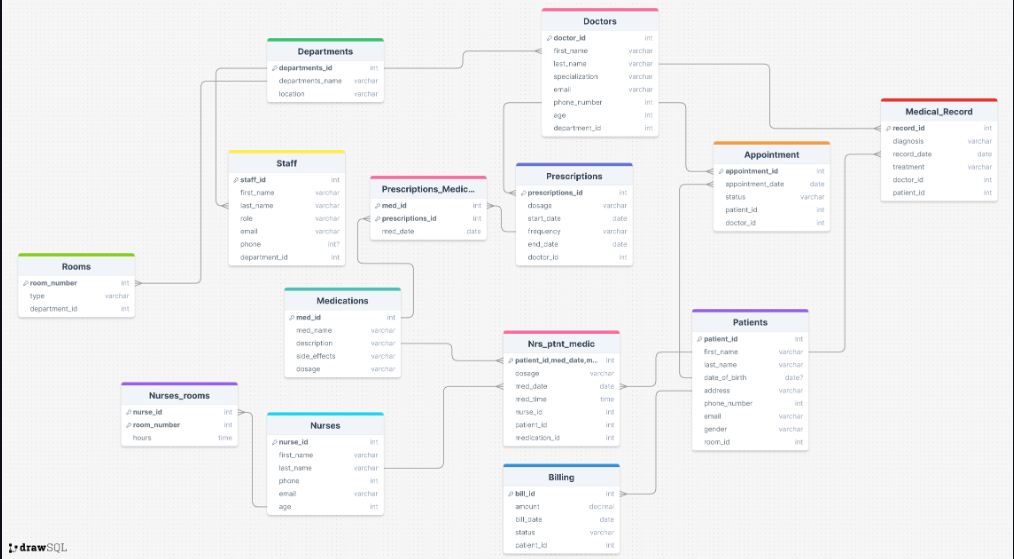 Doctors
doctor_id int
first_name varchar
last_name varchar
specialization varchar
email varchar
phone_number int
age int
department_id int
Departments
departments_id int
departments_name varchar
location varchar
Medical_Record
record_id int
diagnosis varchar
record_date date
treatment varchar
doctor_id int
patient_id int
Appointment
appointment_id int
appointment_date date
status varchar
patient_id int
doctor_id int
Staff
staff_id int
first_name varchar
last_name varchar
role varchar
email varchar
phone int?
department_id int
Prescriptions_Medic...
med_id int
prescriptions_id int
med_date date
Prescriptions
prescriptions_id int
dosage varchar
start_date date
frequency varchar
end_date date
doctor_id int
Rooms
room_number int
type varchar
department_id int
Medications
med_id int
med_name varchar
description varchar
side_effects varchar
dosage varchar
Patients
patient_id int
first_name varchar
last_name varchar
date_of_birth date?
address varchar
phone_number int
email varchar
gender varchar
room_id int
Nrs_ptnt_medic
patient_id,med_date,m... int
dosage varchar
med_date date
med_time time
nurse_id int
patient_id int
medication_id int
Nurses_rooms
nurse_id int
room_number int
hours time
Nurses
nurse_id int
first_name varchar
last_name varchar
phone int
email varchar
age int
Billing
bill_id int
amount decimal
bill_date date
status varchar
patient_id int
drawSQL